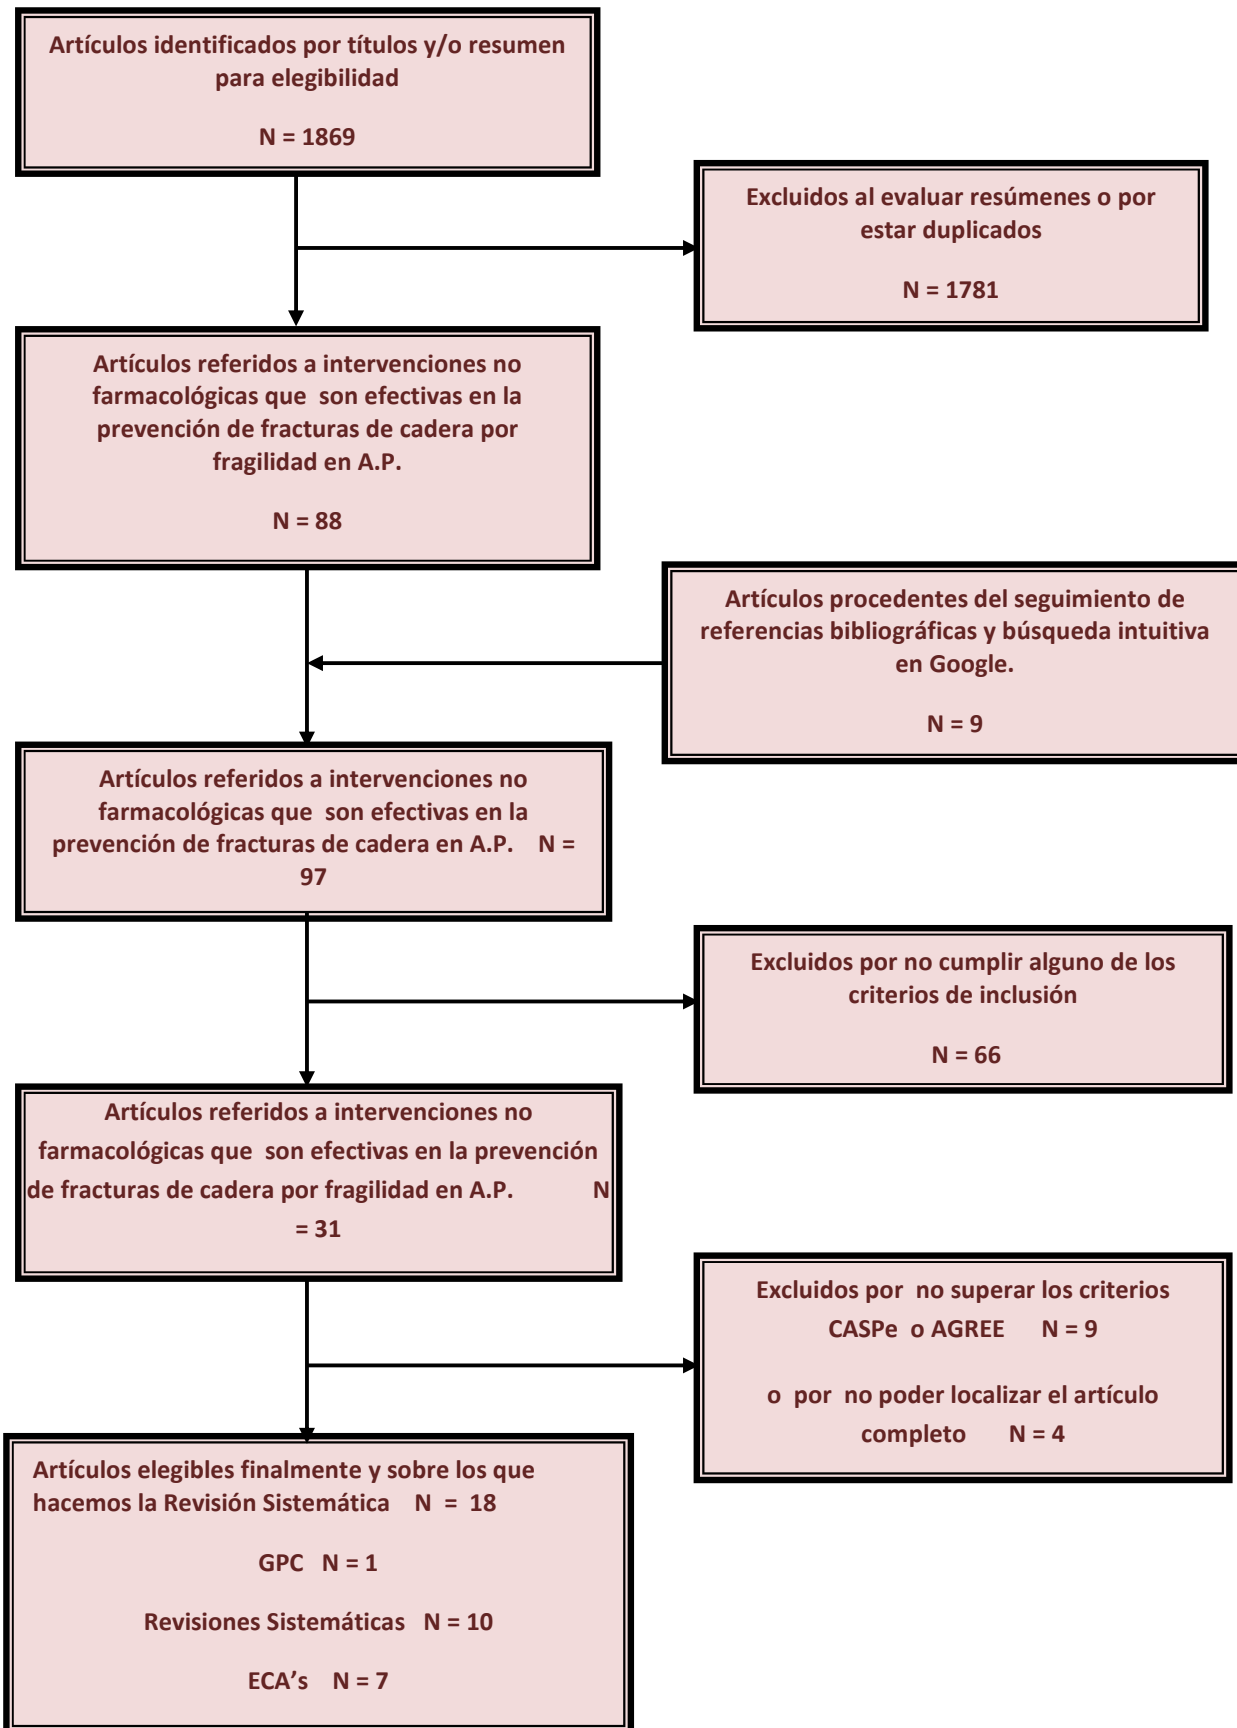 Artículos identificados por títulos y/o resumen
para elegibilidad
N = 1869
Excluidos al evaluar resúmenes o por
estar duplicados
N = 1781
Artículos referidos a intervenciones no
farmacológicas que son efectivas en la
prevención de fracturas de cadera por
fragilidad en A.P.
N = 88
Artículos procedentes del seguimiento de
referencias bibliográficas y búsqueda intuitiva
en Google.
N = 9
Artículos referidos a intervenciones no
farmacológicas que son efectivas en la
prevención de fracturas de cadera en A.P. N =
97
Excluidos por no cumplir alguno de los
criterios de inclusión
N = 66
Artículos referidos a intervenciones no
farmacológicas que son efectivas en la prevención
de fracturas de cadera por fragilidad en A.P. N
= 31
Excluidos por no superar los criterios
CASPe o AGREE N = 9
o por no poder localizar el artículo
completo N = 4
Artículos elegibles finalmente y sobre los que
hacemos la Revisión Sistemática N = 18
GPC N = 1
Revisiones Sistemáticas N = 10
ECA’s N = 7